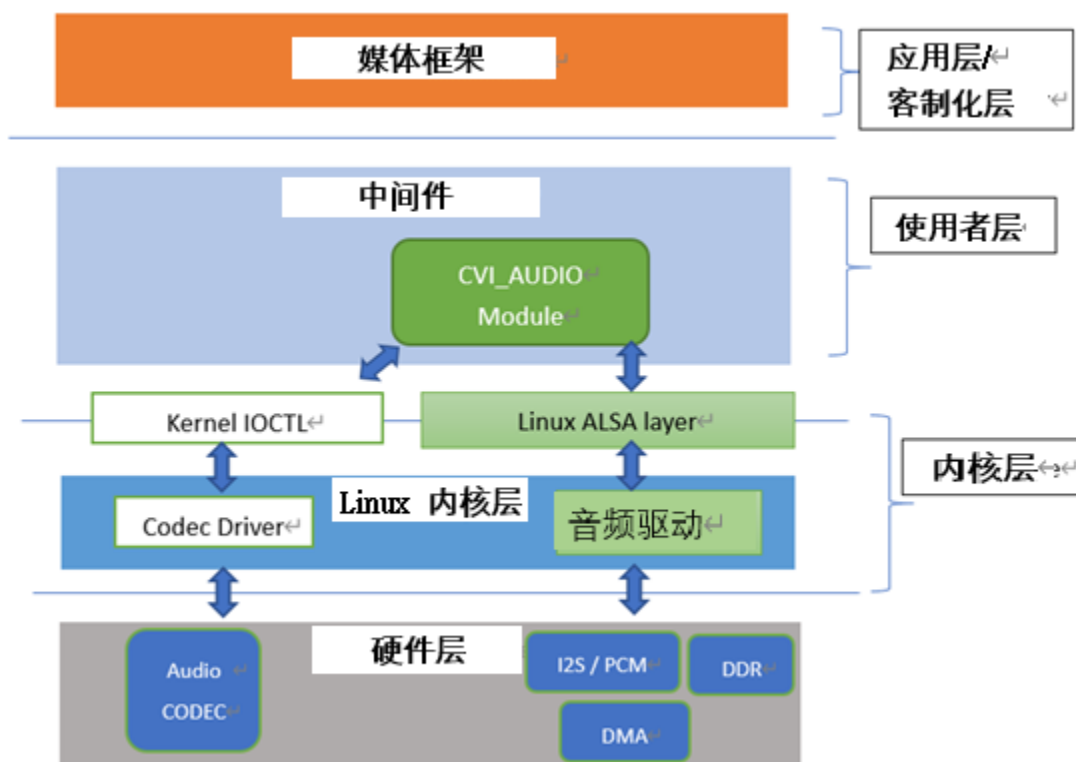 媒体框架
应用层/
客制化层
中间件
使用者层
CVI_AUDIO
Module
Kernel IOCTL
Linux ALSA layer
内核层
Linux 内核层
Codec Driver
音频驱动
硬件层
Audio
CODEC
I2S / PCM
DDR
DMA